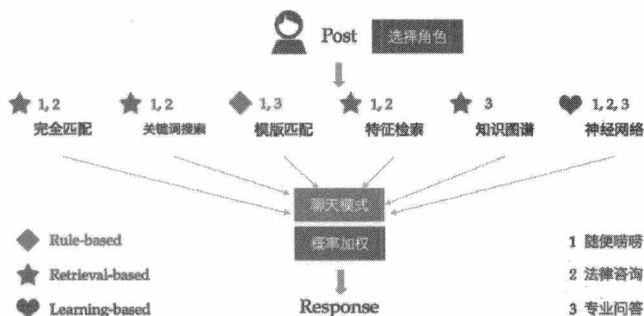 Post 选择角色
1, 2
1, 2
1, 3
1, 2
3
1, 2, 3
完全匹配
关键词搜索
模版匹配
特征检索
知识图谱
神经网络
聊天模式
概率加权
Rule-based
Retrieval-based
Learning-based
Response
1 随便唠唠
2 法律咨询
3 专业问答